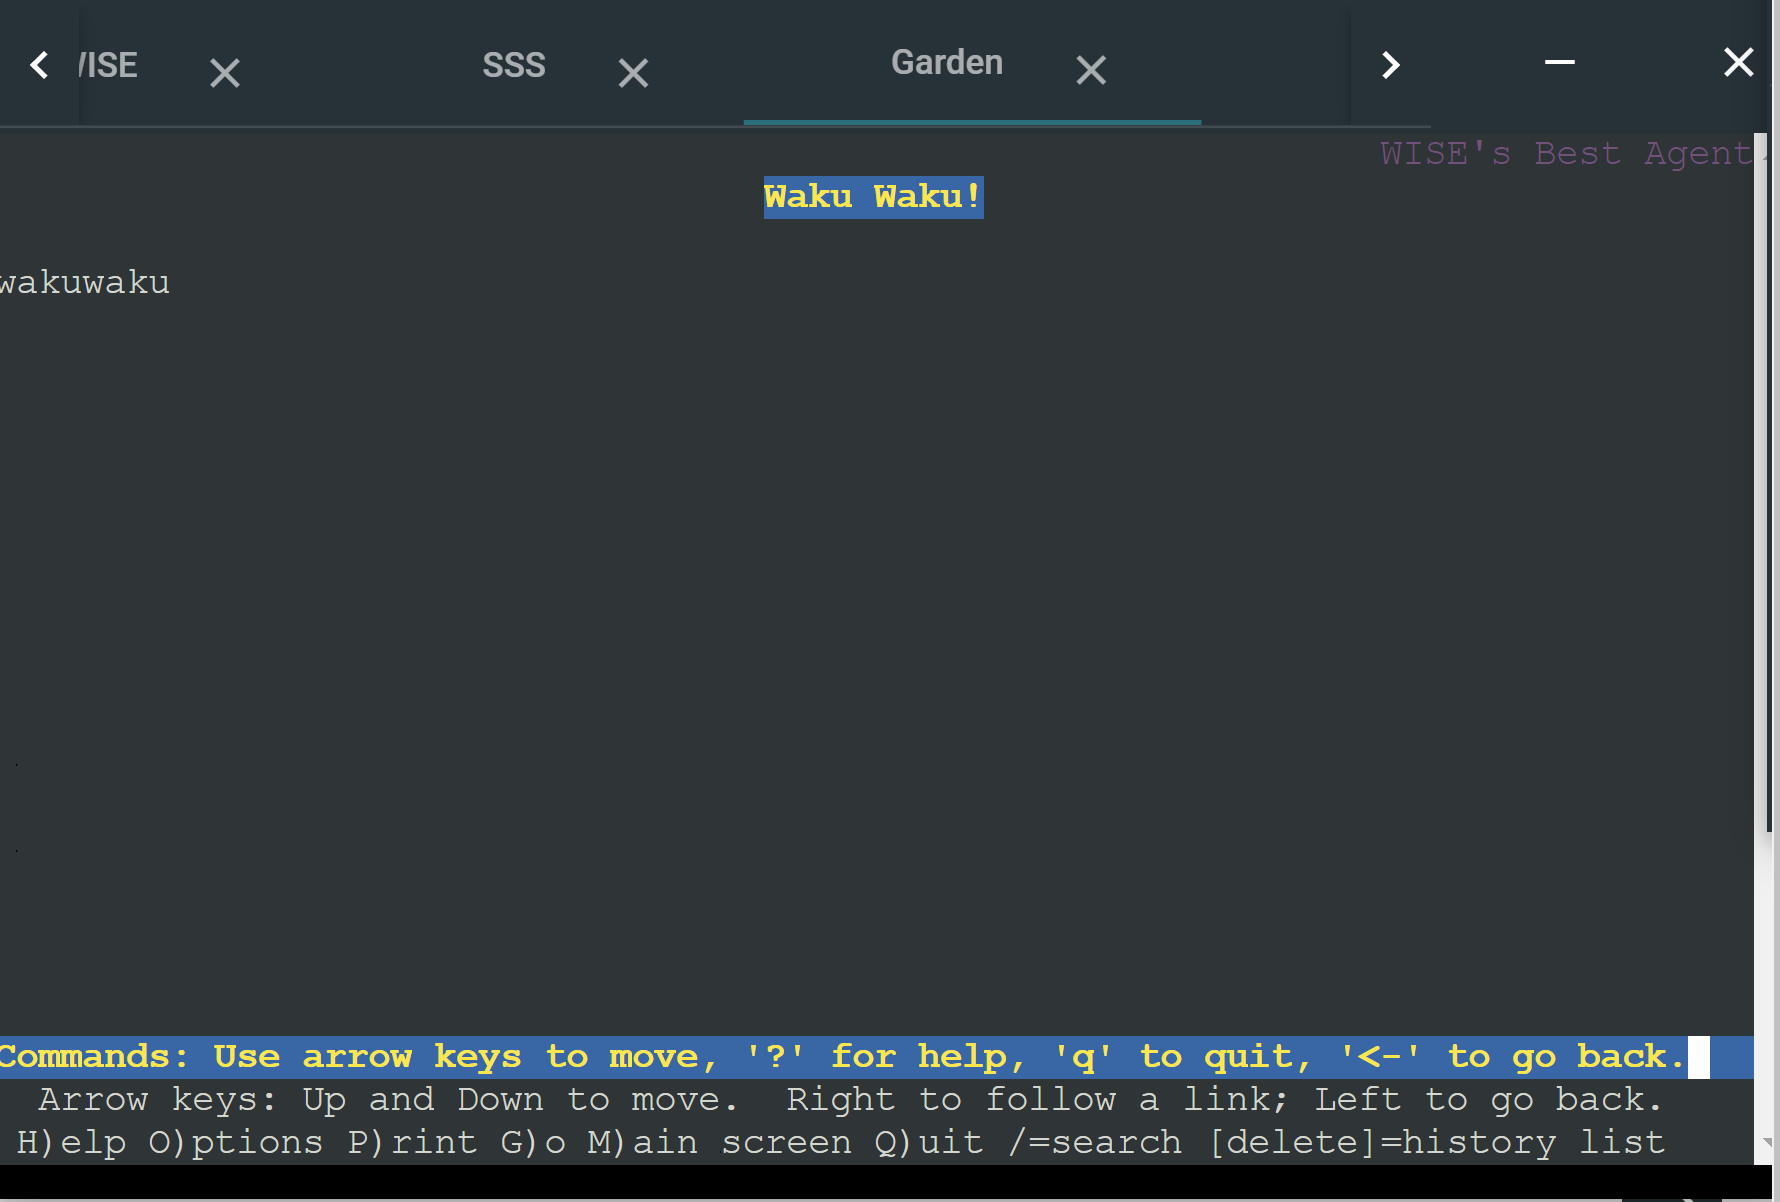 ISE SSS Garden
WISE's Best Agent
Waku Waku!
wakuwaku
Commands: Use arrow keys to move, '?' for help, 'q' to quit, '<-' to go back.
Arrow keys: Up and Down to move.  Right to follow a link; Left to go back.
H)elp O)ptions P)rint G)o M)ain screen Q)uit /=search [delete]=history list